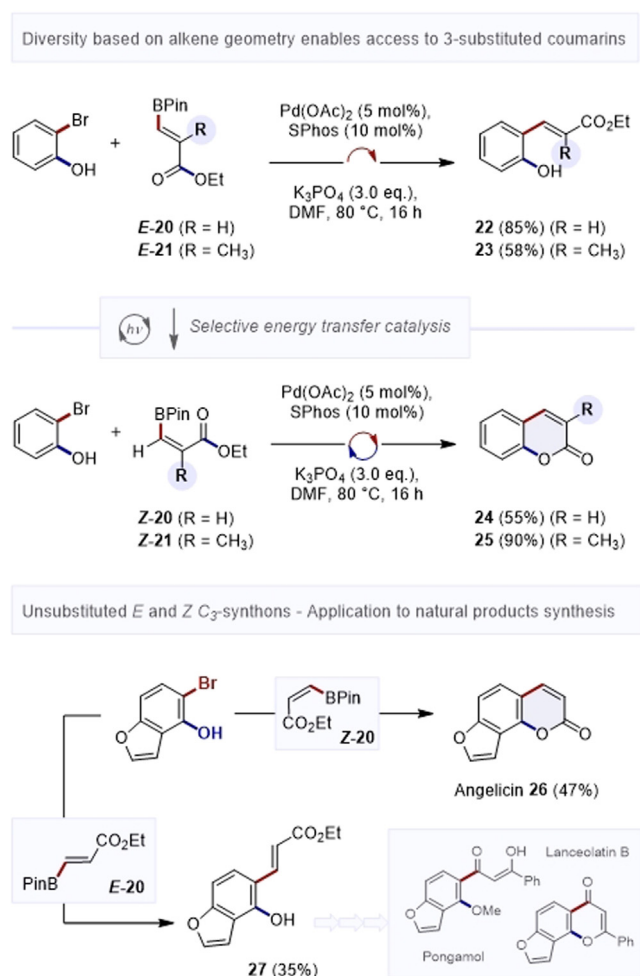 Diversity based on alkene geometry enables access to 3-substituted coumarins
Br
OH
+
BPin
R
O
OEt
E-20 (R = H)
E-21 (R = CH3)
Pd(OAc)2 (5 mol%),
SPhos (10 mol%)
K3PO4 (3.0 eq.),
DMF, 80 °C, 16 h
CO2Et
R
OH
22 (85%) (R = H)
23 (58%) (R = CH3)
hν
Selective energy transfer catalysis
Br
OH
+
BPin
O
H
OEt
R
Z-20 (R = H)
Z-21 (R = CH3)
Pd(OAc)2 (5 mol%),
SPhos (10 mol%)
K3PO4 (3.0 eq.),
DMF, 80 °C, 16 h
R
O
O
24 (55%) (R = H)
25 (90%) (R = CH3)
Unsubstituted E and Z C3-synthons - Application to natural products synthesis
Br
O
OH
BPin
CO2Et
Z-20
O
O
O
Angelicin 26 (47%)
CO2Et
PinB
E-20
CO2Et
O
OH
27 (35%)
O
OH
Ph
O
OMe
Pongamol
Lanceolatin B
O
O
O
Ph